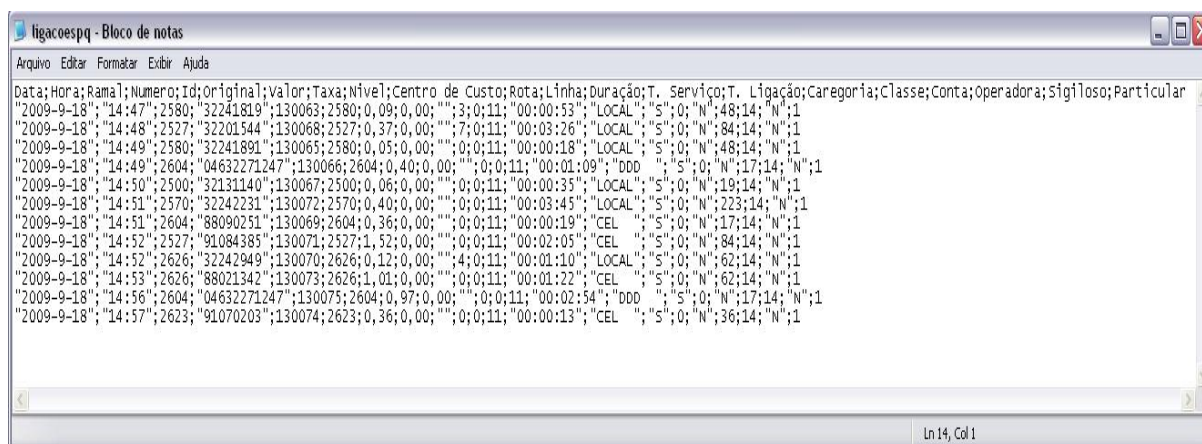 ligacoespq - Bloco de notas
Arquivo Editar Formatar Exibir Ajuda
Data;Hora;Ramal;Numero;Id;Original;Valor;Taxa;Nivel;Centro de Custo;Rota;Linha;Duração;T. Serviço;T. Ligação;Caregoria;Classe;Conta;Operadora;Sigiloso;Particular
"2009-9-18";"14:47";2580;"32241819";130063;2580;0,09;0,00;"";3;0;11;"00:00:53";"LOCAL";"S";0;"N";48;14;"N";1
"2009-9-18";"14:48";2527;"32201544";130068;2527;0,37;0,00;"";7;0;11;"00:03:26";"LOCAL";"S";0;"N";84;14;"N";1
"2009-9-18";"14:49";2580;"32241891";130065;2580;0,05;0,00;"";0;0;11;"00:00:18";"LOCAL";"S";0;"N";48;14;"N";1
"2009-9-18";"14:49";2604;"04632271247";130066;2604;0,40;0,00;"";0;0;11;"00:01:09";"DDD  ";"S";0;"N";17;14;"N";1
"2009-9-18";"14:50";2500;"32131140";130067;2500;0,06;0,00;"";0;0;11;"00:00:35";"LOCAL";"S";0;"N";19;14;"N";1
"2009-9-18";"14:51";2570;"32242231";130072;2570;0,40;0,00;"";0;0;11;"00:03:45";"LOCAL";"S";0;"N";223;14;"N";1
"2009-9-18";"14:51";2604;"88090251";130069;2604;0,36;0,00;"";0;0;11;"00:00:19";"CEL  ";"S";0;"N";17;14;"N";1
"2009-9-18";"14:52";2527;"91084385";130071;2527;1,52;0,00;"";0;0;11;"00:02:05";"CEL  ";"S";0;"N";84;14;"N";1
"2009-9-18";"14:52";2626;"32242949";130070;2626;0,12;0,00;"";4;0;11;"00:01:10";"LOCAL";"S";0;"N";62;14;"N";1
"2009-9-18";"14:53";2626;"88021342";130073;2626;1,01;0,00;"";0;0;11;"00:01:22";"CEL  ";"S";0;"N";62;14;"N";1
"2009-9-18";"14:56";2604;"04632271247";130075;2604;0,97;0,00;"";0;0;11;"00:02:54";"DDD  ";"S";0;"N";17;14;"N";1
"2009-9-18";"14:57";2623;"91070203";130074;2623;0,36;0,00;"";0;0;11;"00:00:13";"CEL  ";"S";0;"N";36;14;"N";1
Ln 14, Col 1